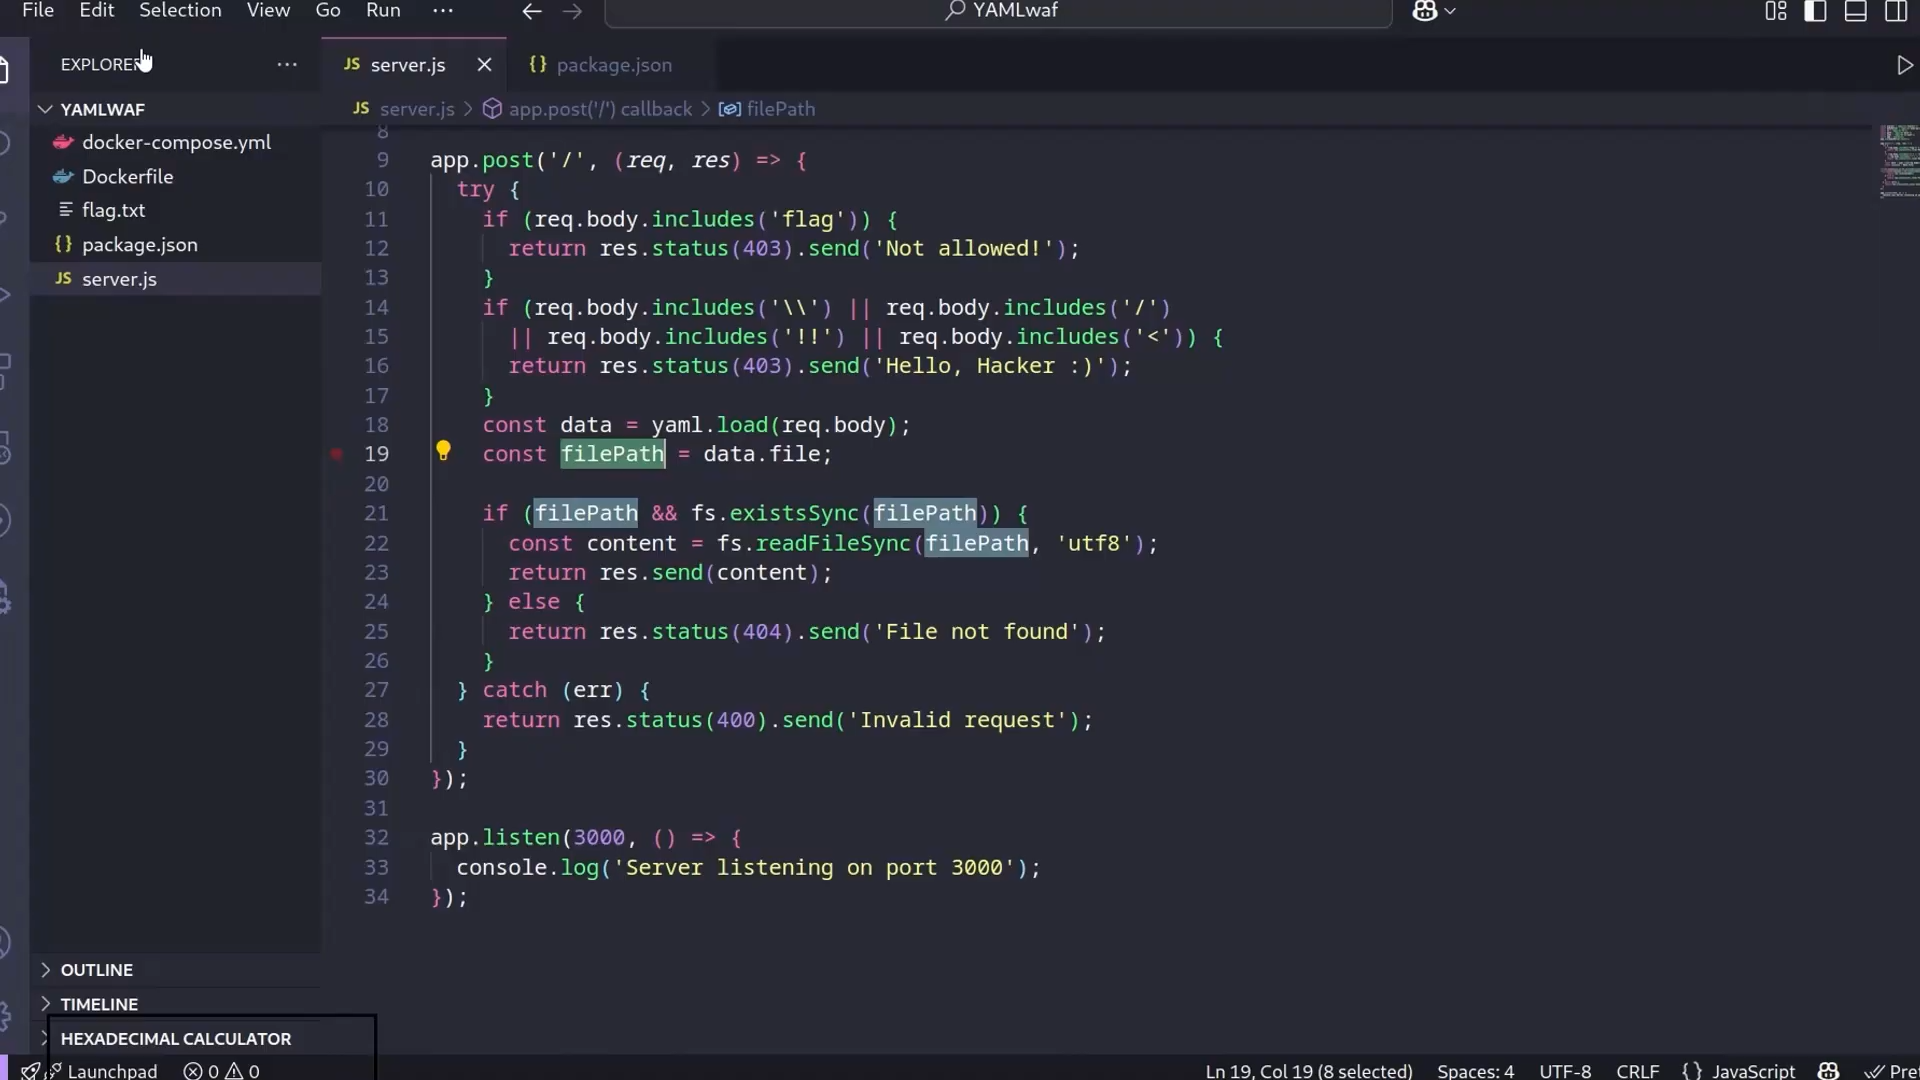 File Edit Selection View Go Run ··· YAMLwaf
EXPLORER ···
YAMLWAF
docker-compose.yml
Dockerfile
flag.txt
package.json
server.js
OUTLINE
TIMELINE
HEXADECIMAL CALCULATOR
JS server.js {} package.json
JS server.js > app.post('/') callback > filePath
8
9 app.post('/', (req, res) => {
10 try {
11 if (req.body.includes('flag')) {
12 return res.status(403).send('Not allowed!');
13 }
14 if (req.body.includes('\\') || req.body.includes('/')
15 || req.body.includes('!!') || req.body.includes('<')) {
16 return res.status(403).send('Hello, Hacker :)');
17 }
18 const data = yaml.load(req.body);
19 const filePath = data.file;
20
21 if (filePath && fs.existsSync(filePath)) {
22 const content = fs.readFileSync(filePath, 'utf8');
23 return res.send(content);
24 } else {
25 return res.status(404).send('File not found');
26 }
27 } catch (err) {
28 return res.status(400).send('Invalid request');
29 }
30 });
31
32 app.listen(3000, () => {
33 console.log('Server listening on port 3000');
34 });
Launchpad 0 0 Ln 19, Col 19 (8 selected) Spaces: 4 UTF-8 CRLF {} JavaScript